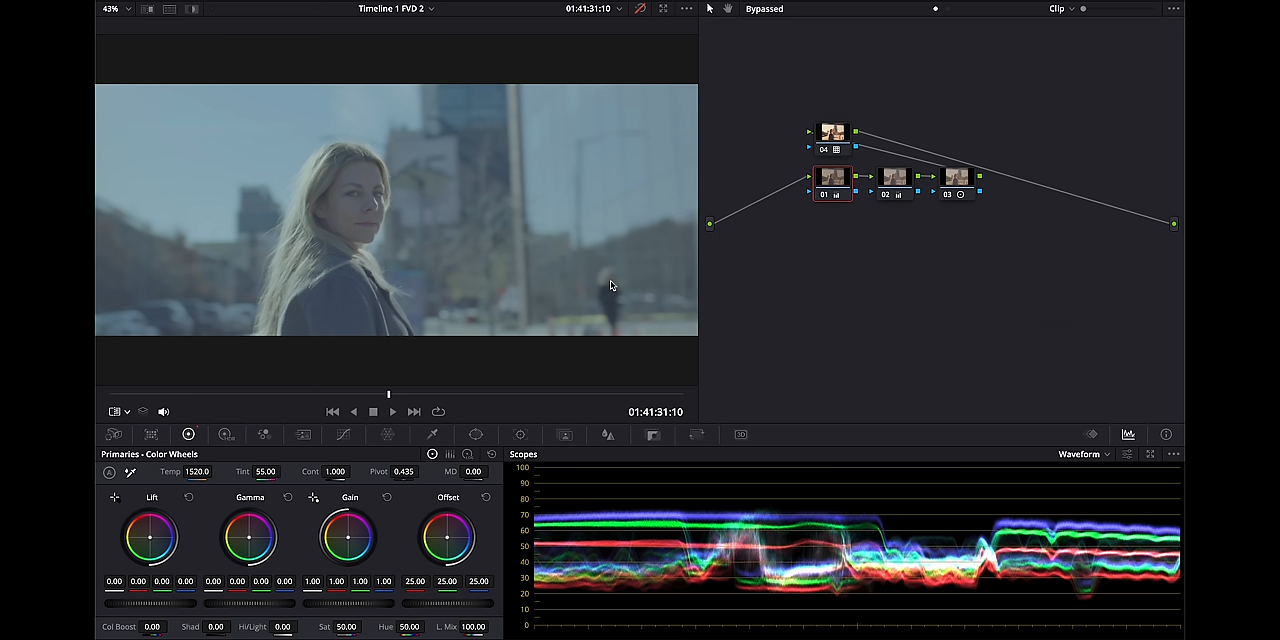 43% Timeline 1 FVD 2 01:41:31:10 Bypassed Clip
04
01 02 03
01:41:31:10
3D
Primaries - Color Wheels Scopes Waveform
A Temp 1520.0 Tint 55.00 Cont 1.000 Pivot 0.435 MD 0.00
Lift Gamma Gain Offset
0.00 0.00 0.00 0.00 0.00 0.00 0.00 0.00 1.00 1.00 1.00 1.00 25.00 25.00 25.00
Col Boost 0.00 Shad 0.00 Hi/Light 0.00 Sat 50.00 Hue 50.00 L. Mix 100.00
100
90
80
70
60
50
40
30
20
10
0